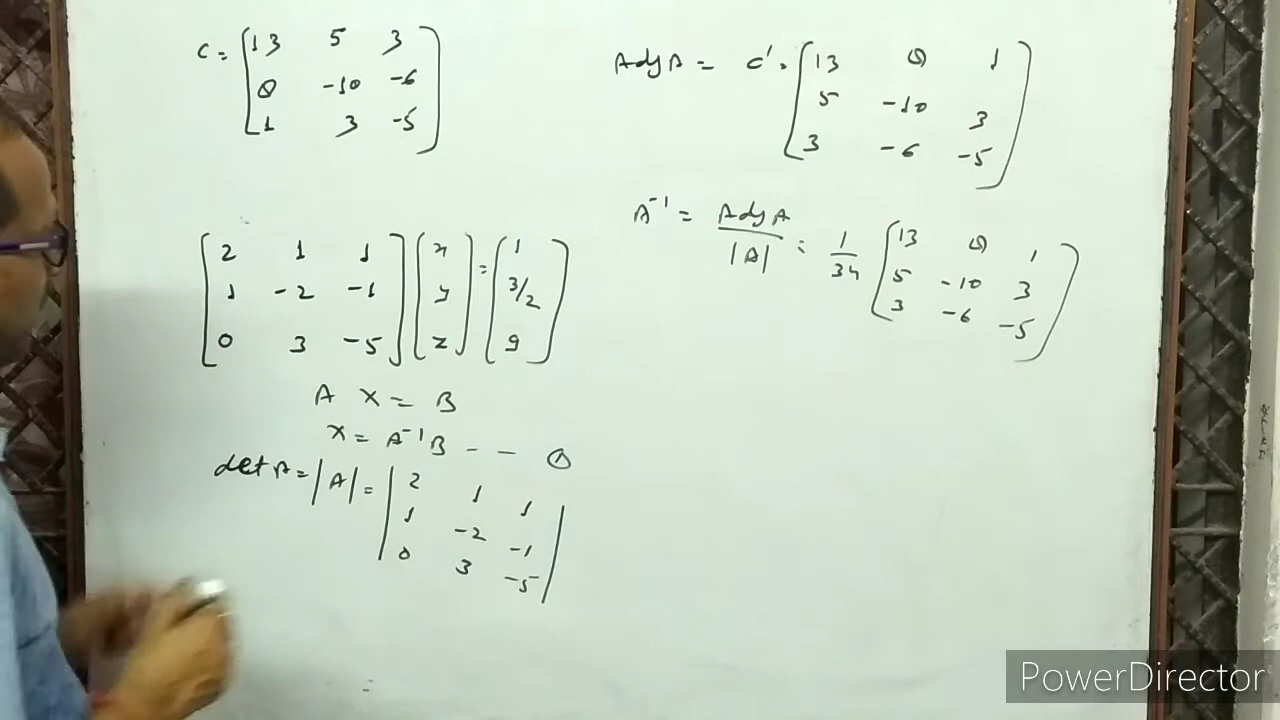 C = [13 5 3
0 -10 -6
1 3 -5]
[2 1 1
1 -2 -1
0 3 -5] [x
y
z] = [1
3/2
9]
A X = B
X = A⁻¹B - - ①
det A = |A| = |2 1 1
1 -2 -1
0 3 -5|
Adj A = C' = [13 0 1
5 -10 3
3 -6 -5]
A⁻¹ = Adj A / |A| = 1/34 [13 0 1
5 -10 3
3 -6 -5]
PowerDirector